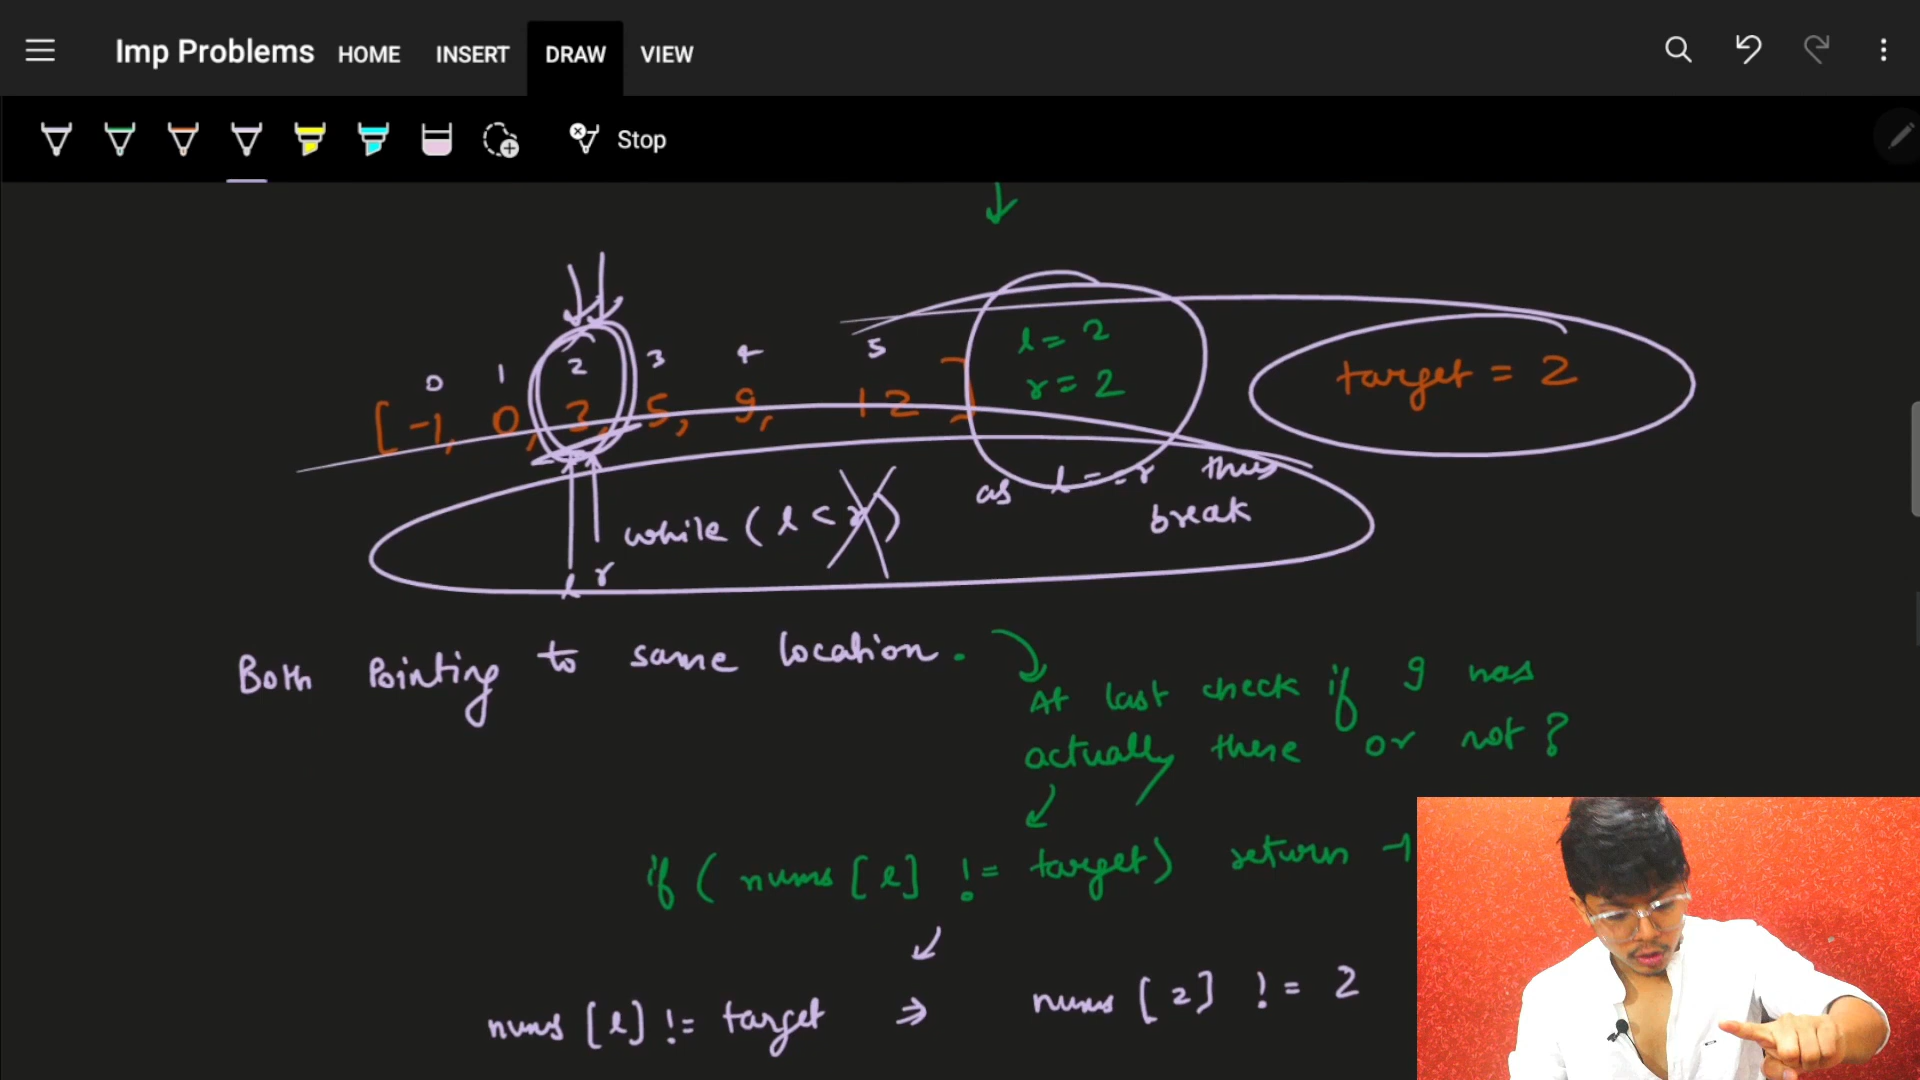 Imp Problems HOME INSERT DRAW VIEW
Stop
0 1 2 3 4 5
[-1, 0, 3, 5, 9, 12]
l = 2
r = 2
target = 2
while (l < r)
as l == r thus
break
l r
Both Pointing to same location.
At last check if 9 was
actually there or not?
if ( nums [l] != target) return -1
nums [l] != target ⇒ nums [2] != 2